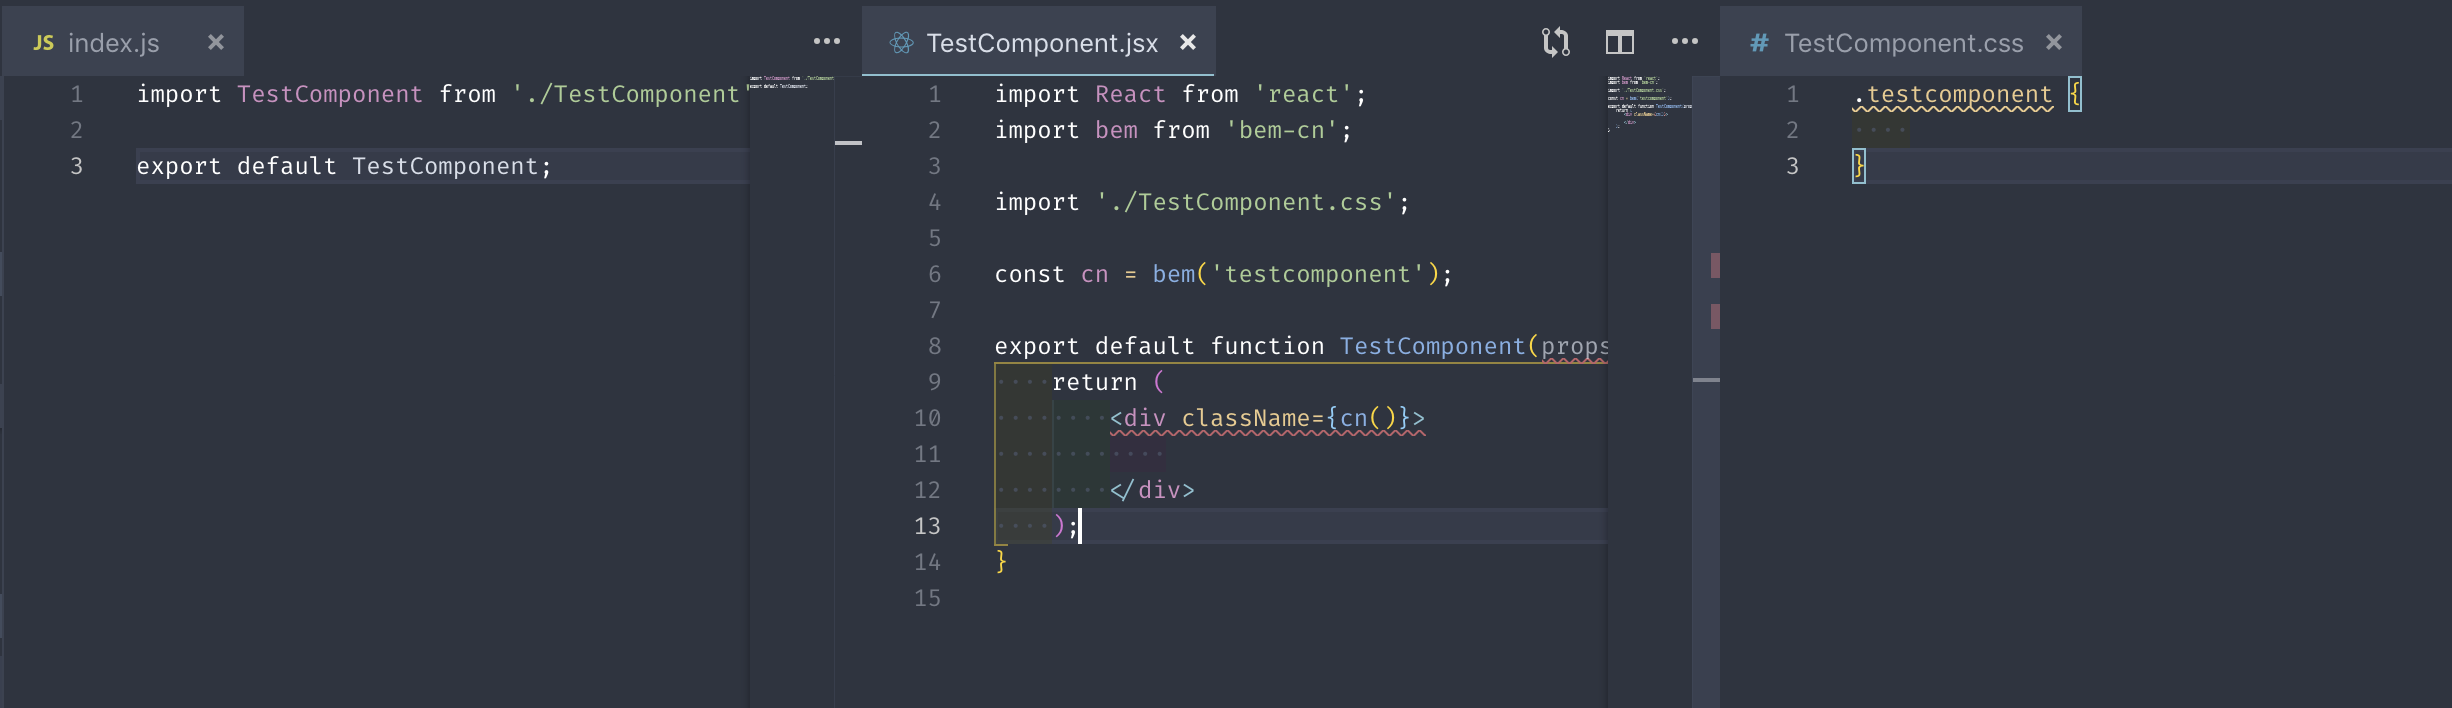 JS index.js
1 import TestComponent from './TestComponent'
2
3 export default TestComponent;
TestComponent.jsx
1 import React from 'react';
2 import bem from 'bem-cn';
3
4 import './TestComponent.css';
5
6 const cn = bem('testcomponent');
7
8 export default function TestComponent(props
9 return (
10 <div className={cn()}>
11
12 </div>
13 );
14 }
15
# TestComponent.css
1 .testcomponent {
2
3 }